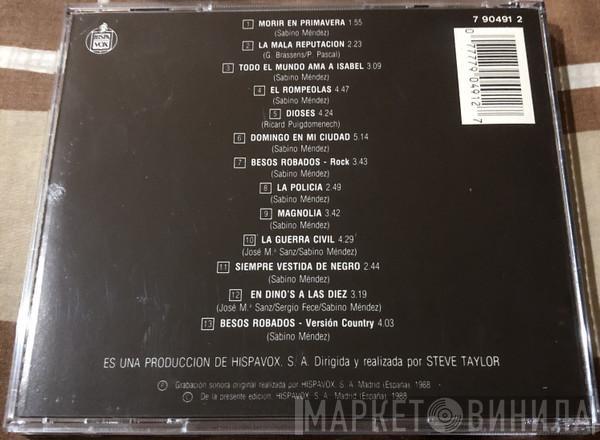 HISPA
VOX
7 90491 2
0 77779 04912 7
1 MORIR EN PRIMAVERA 1.55
(Sabino Méndez)
2 LA MALA REPUTACION 2.23
(G. Brassens/P. Pascal)
3 TODO EL MUNDO AMA A ISABEL 3.09
(Sabino Méndez)
4 EL ROMPEOLAS 4.47
(Sabino Méndez)
5 DIOSES 4.24
(Ricard Puigdomenech)
6 DOMINGO EN MI CIUDAD 5.14
(Sabino Méndez)
7 BESOS ROBADOS - Rock 3.43
(Sabino Méndez)
8 LA POLICIA 2.49
(Sabino Méndez)
9 MAGNOLIA 3.42
(Sabino Méndez)
10 LA GUERRA CIVIL 4.29
(José M.ª Sanz/Sabino Méndez)
11 SIEMPRE VESTIDA DE NEGRO 2.44
(Sabino Méndez)
12 EN DINO'S A LAS DIEZ 3.19
(José M.ª Sanz/Sergio Fece/Sabino Méndez)
13 BESOS ROBADOS - Versión Country 4.03
(Sabino Méndez)
ES UNA PRODUCCION DE HISPAVOX, S. A. Dirigida y realizada por STEVE TAYLOR
Ⓟ Grabación sonora original realizada por HISPAVOX, S. A. Madrid (España), 1988
© De la presente edición, HISPAVOX, S. A. Madrid (España), 1988
МАРКЕТ ВИНИЛА